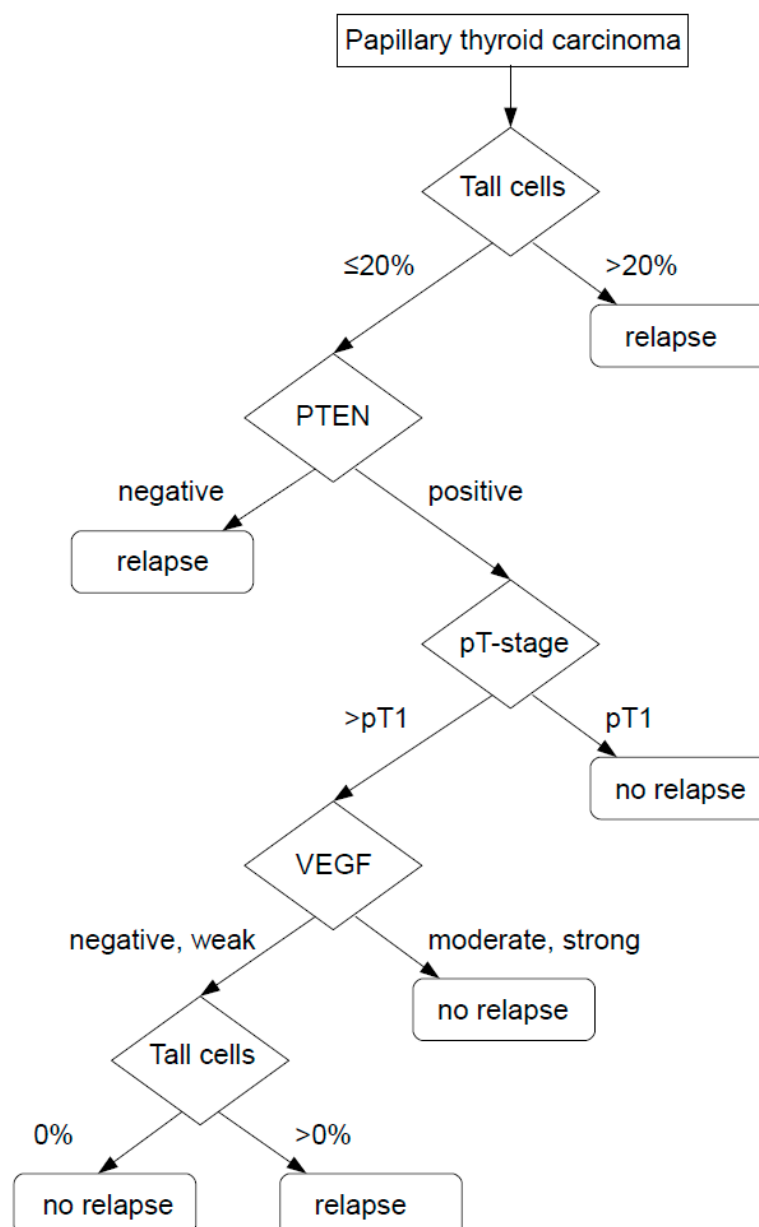 Papillary thyroid carcinoma
Tall cells
≤20%
>20%
relapse
PTEN
negative
positive
relapse
pT-stage
>pT1
pT1
no relapse
VEGF
negative, weak
moderate, strong
no relapse
Tall cells
0%
>0%
no relapse
relapse